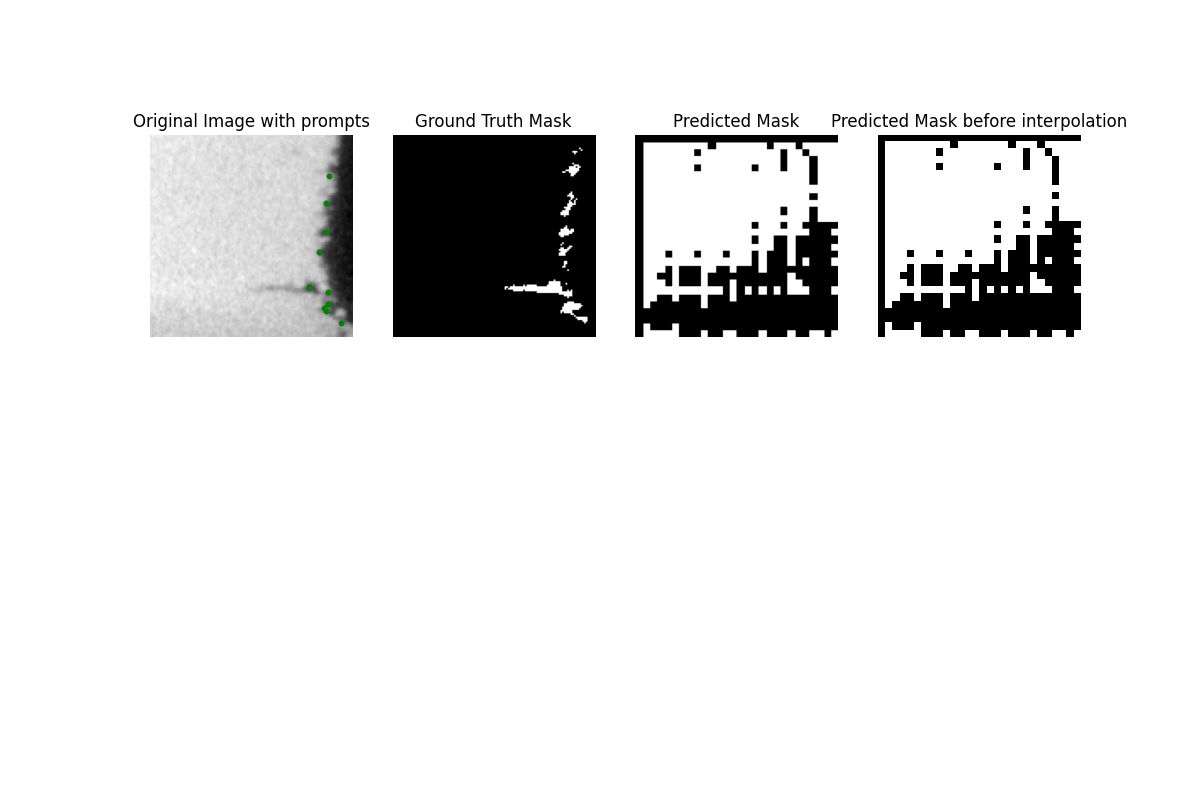 Original Image with prompts
Ground Truth Mask
Predicted Mask
Predicted Mask before interpolation